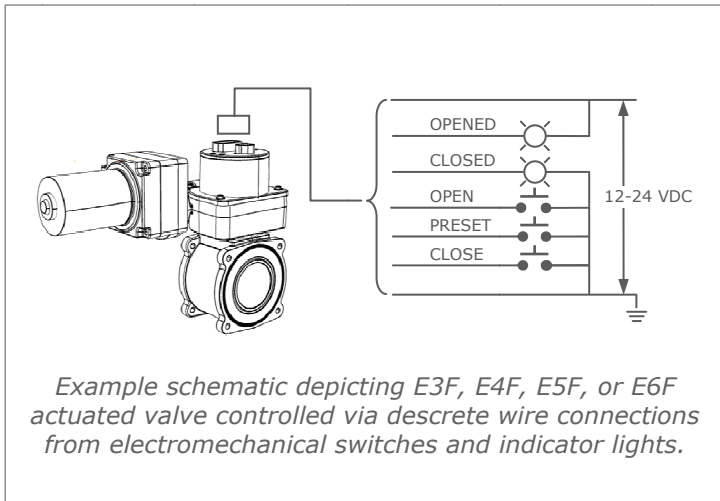 OPENED
CLOSED
OPEN
12-24 VDC
PRESET
CLOSE
Example schematic depicting E3F, E4F, E5F, or E6F
actuated valve controlled via descrete wire connections
from electromechanical switches and indicator lights.